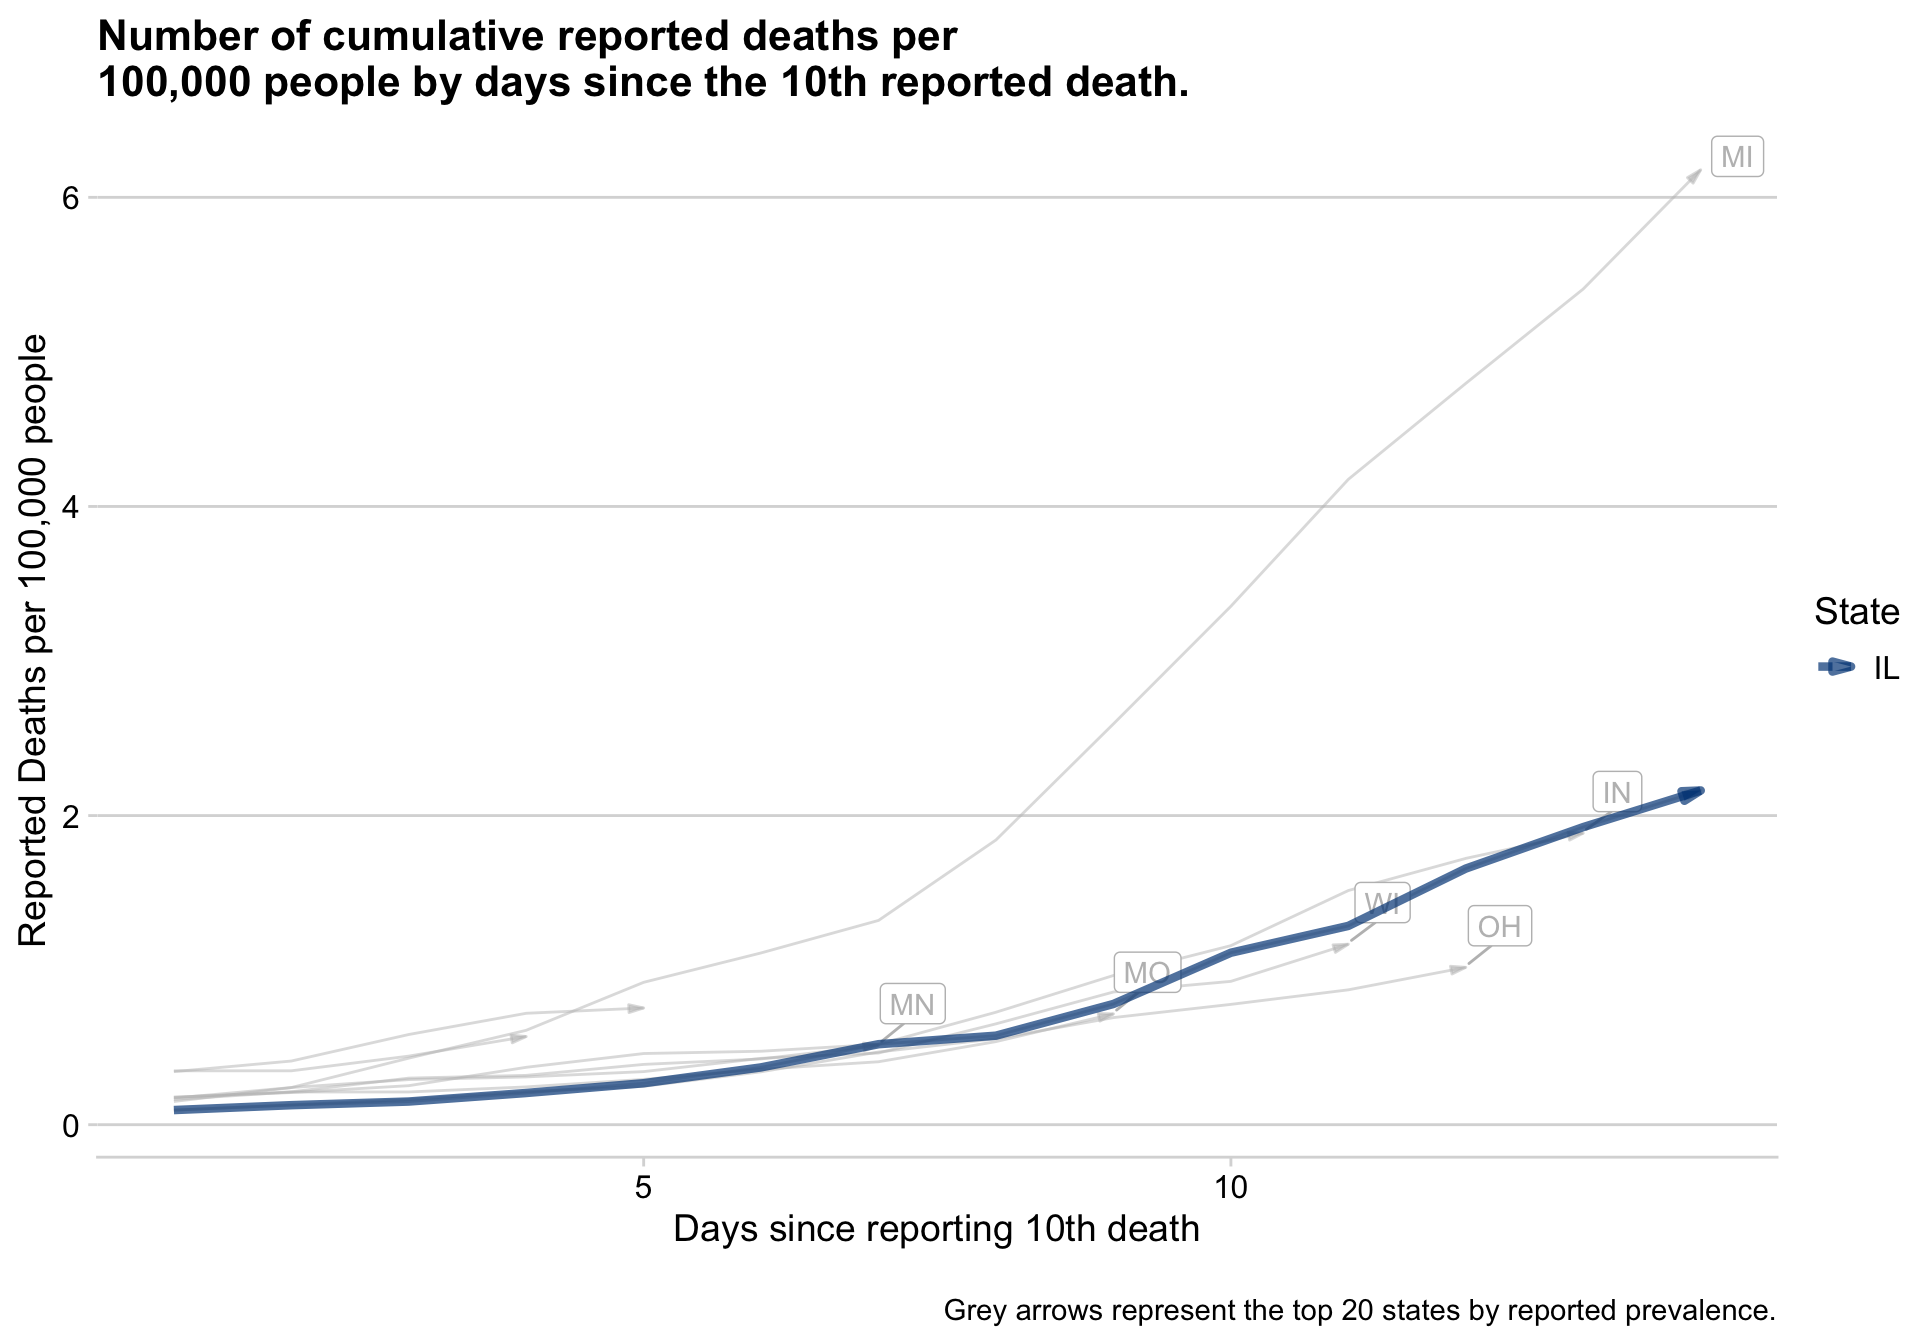 Number of cumulative reported deaths per
100,000 people by days since the 10th reported death.
MI
6
4
2
0
Reported Deaths per 100,000 people
IN
WI
OH
MO
MN
State
IL
5
10
Days since reporting 10th death
Grey arrows represent the top 20 states by reported prevalence.